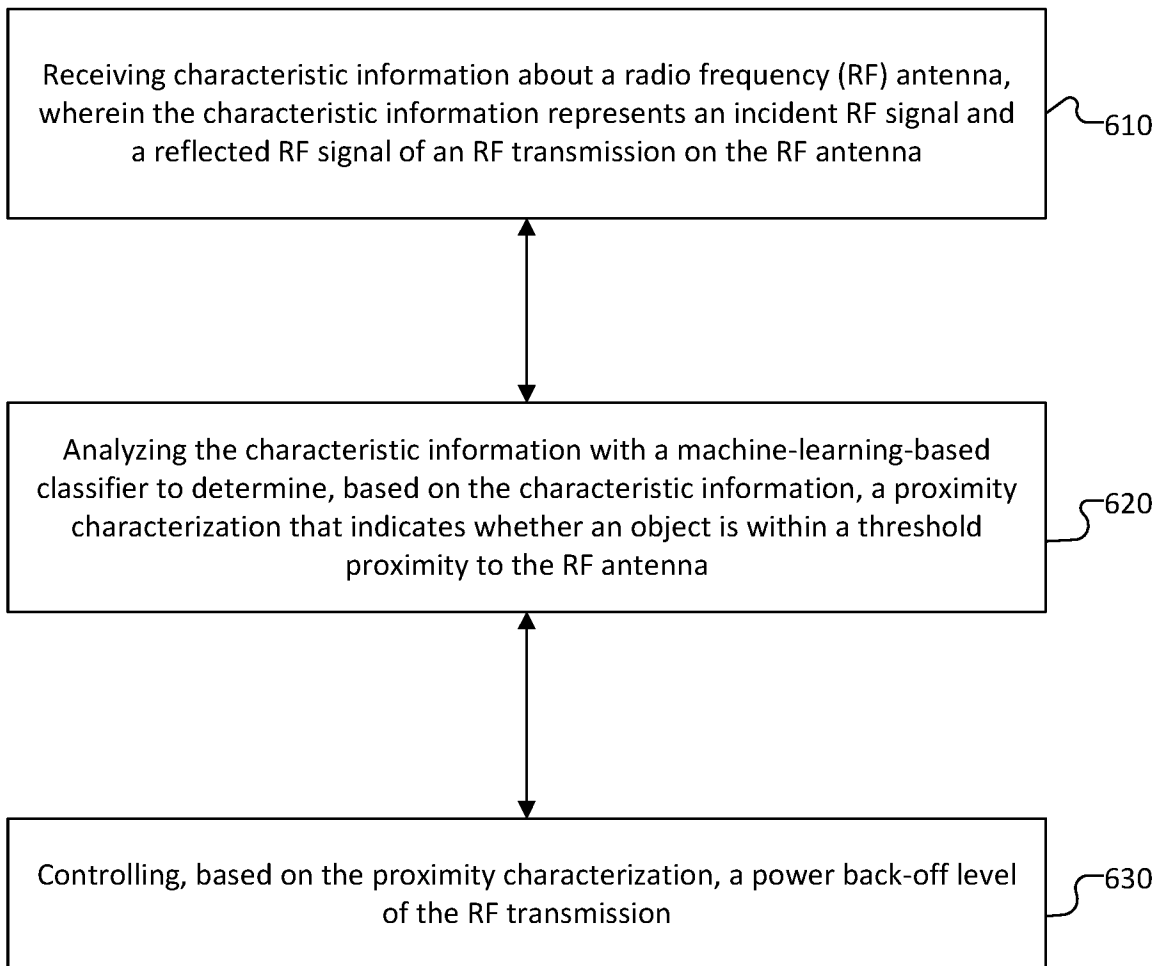 Receiving characteristic information about a radio frequency (RF) antenna,
wherein the characteristic information represents an incident RF signal and
a reflected RF signal of an RF transmission on the RF antenna
610
Analyzing the characteristic information with a machine-learning-based
classifier to determine, based on the characteristic information, a proximity
characterization that indicates whether an object is within a threshold
proximity to the RF antenna
620
Controlling, based on the proximity characterization, a power back-off level
of the RF transmission
630